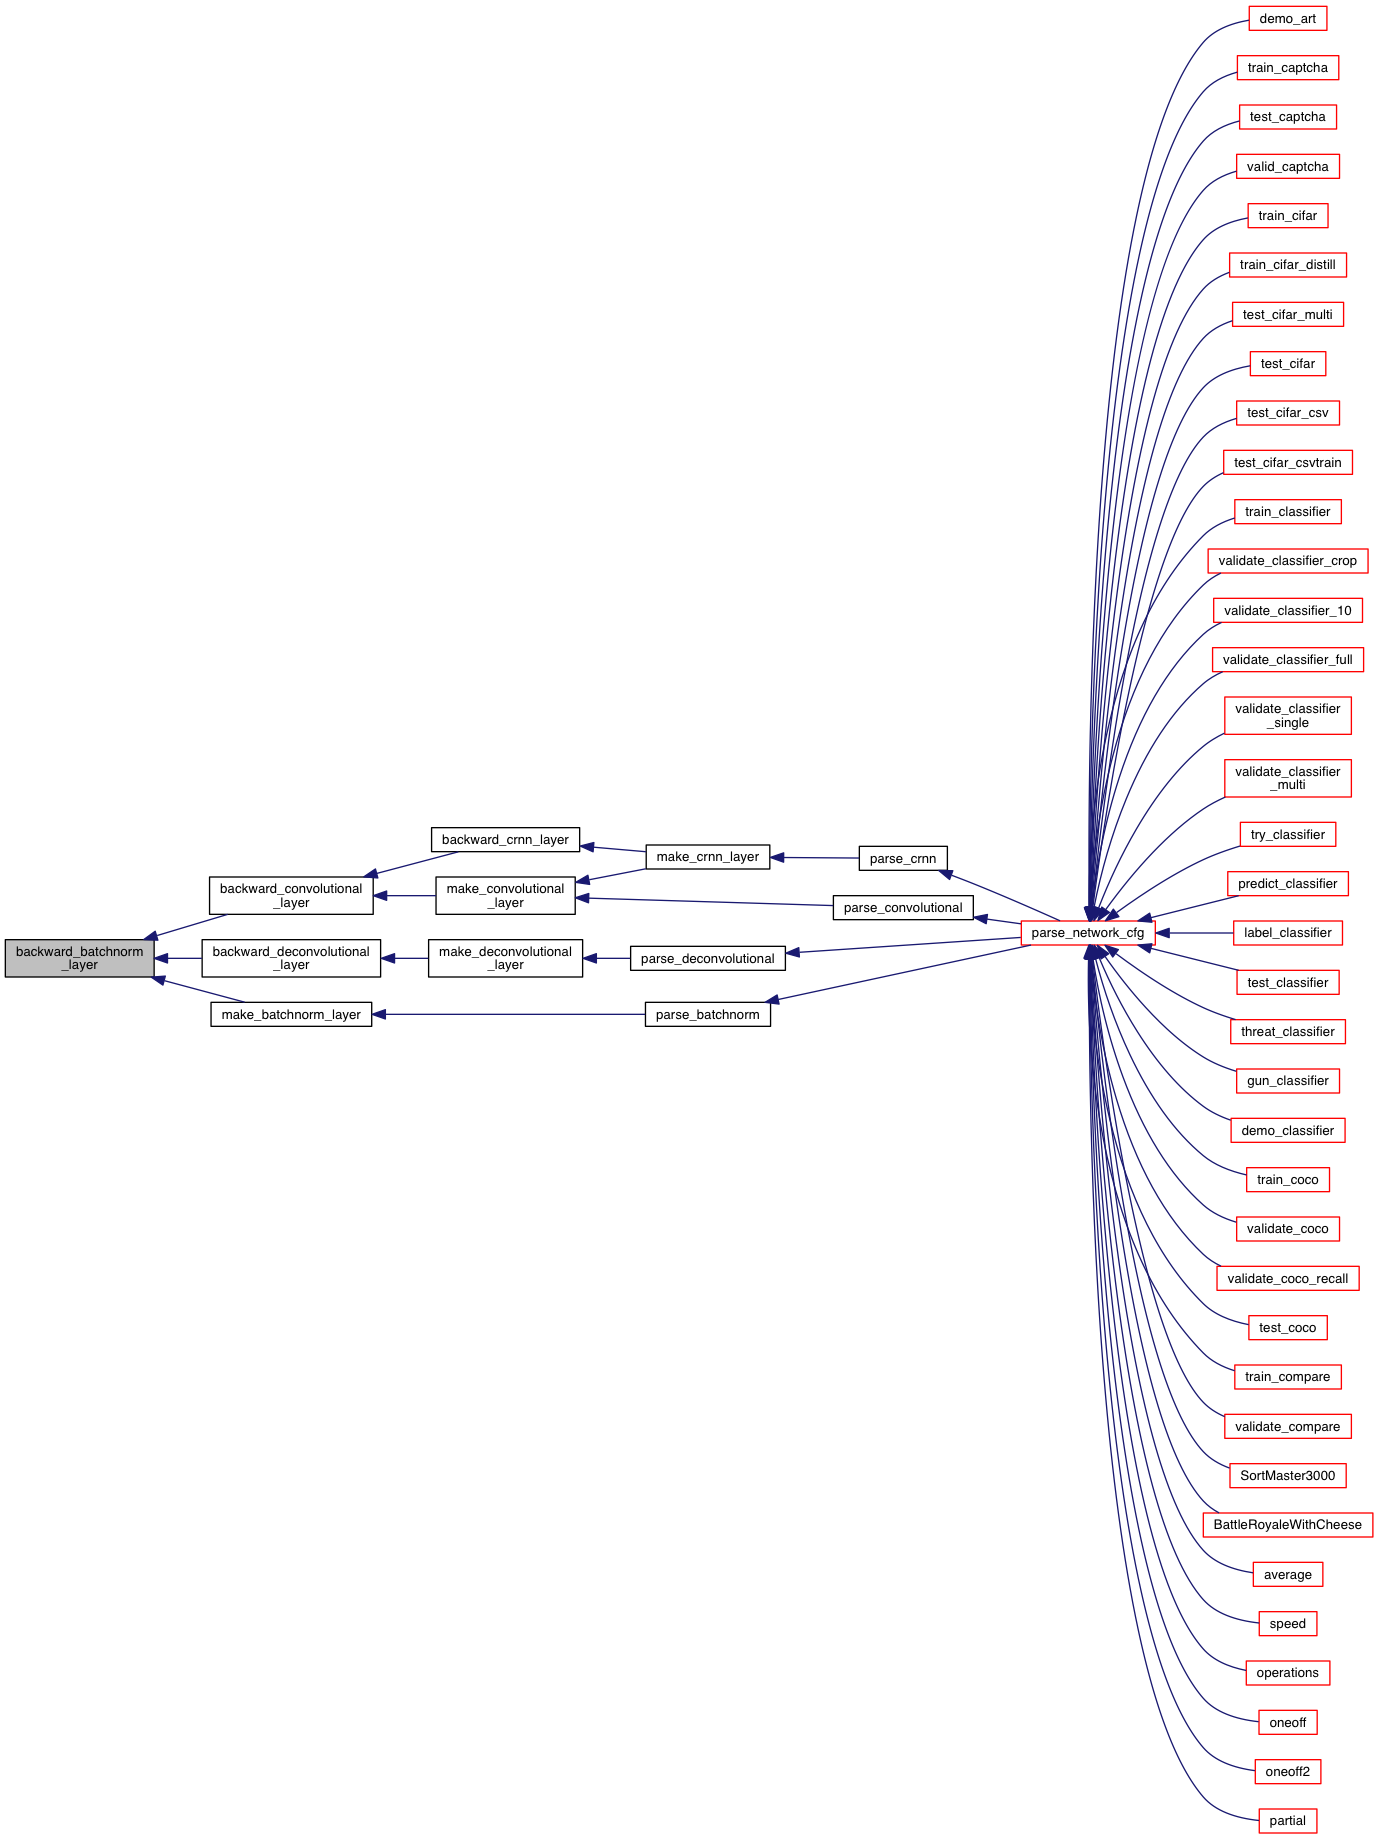 demo_art
train_captcha
test_captcha
valid_captcha
train_cifar
train_cifar_distill
test_cifar_multi
test_cifar
test_cifar_csv
test_cifar_csvtrain
train_classifier
validate_classifier_crop
validate_classifier_10
validate_classifier_full
validate_classifier
_single
validate_classifier
_multi
try_classifier
predict_classifier
label_classifier
test_classifier
threat_classifier
gun_classifier
demo_classifier
train_coco
validate_coco
validate_coco_recall
test_coco
train_compare
validate_compare
SortMaster3000
BattleRoyaleWithCheese
average
speed
operations
oneoff
oneoff2
partial
parse_network_cfg
parse_crnn
parse_convolutional
parse_deconvolutional
parse_batchnorm
make_crnn_layer
backward_crnn_layer
make_convolutional
_layer
make_deconvolutional
_layer
backward_convolutional
_layer
backward_deconvolutional
_layer
make_batchnorm_layer
backward_batchnorm
_layer